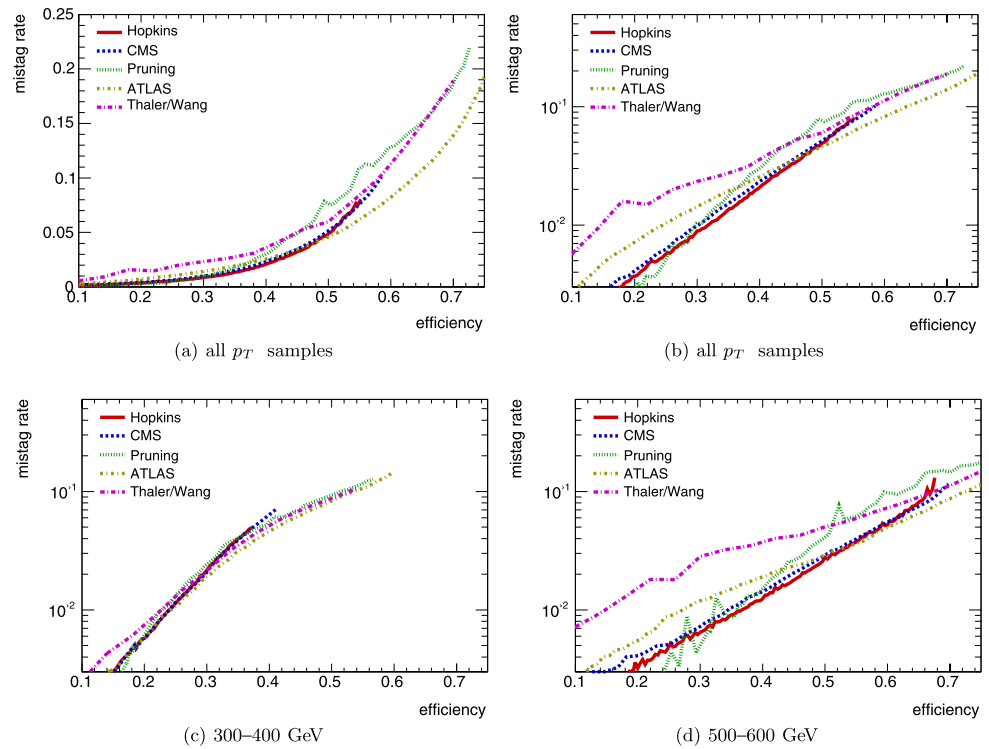 mistag rate
0.25
0.2
0.15
0.1
0.05
0
Hopkins
CMS
Pruning
ATLAS
Thaler/Wang
0.1 0.2 0.3 0.4 0.5 0.6 0.7
efficiency
(a) all p_T samples
mistag rate
10^-1
10^-2
Hopkins
CMS
Pruning
ATLAS
Thaler/Wang
0.1 0.2 0.3 0.4 0.5 0.6 0.7
efficiency
(b) all p_T samples
mistag rate
10^-1
10^-2
Hopkins
CMS
Pruning
ATLAS
Thaler/Wang
0.1 0.2 0.3 0.4 0.5 0.6 0.7
efficiency
(c) 300–400 GeV
mistag rate
10^-1
10^-2
Hopkins
CMS
Pruning
ATLAS
Thaler/Wang
0.1 0.2 0.3 0.4 0.5 0.6 0.7
efficiency
(d) 500–600 GeV